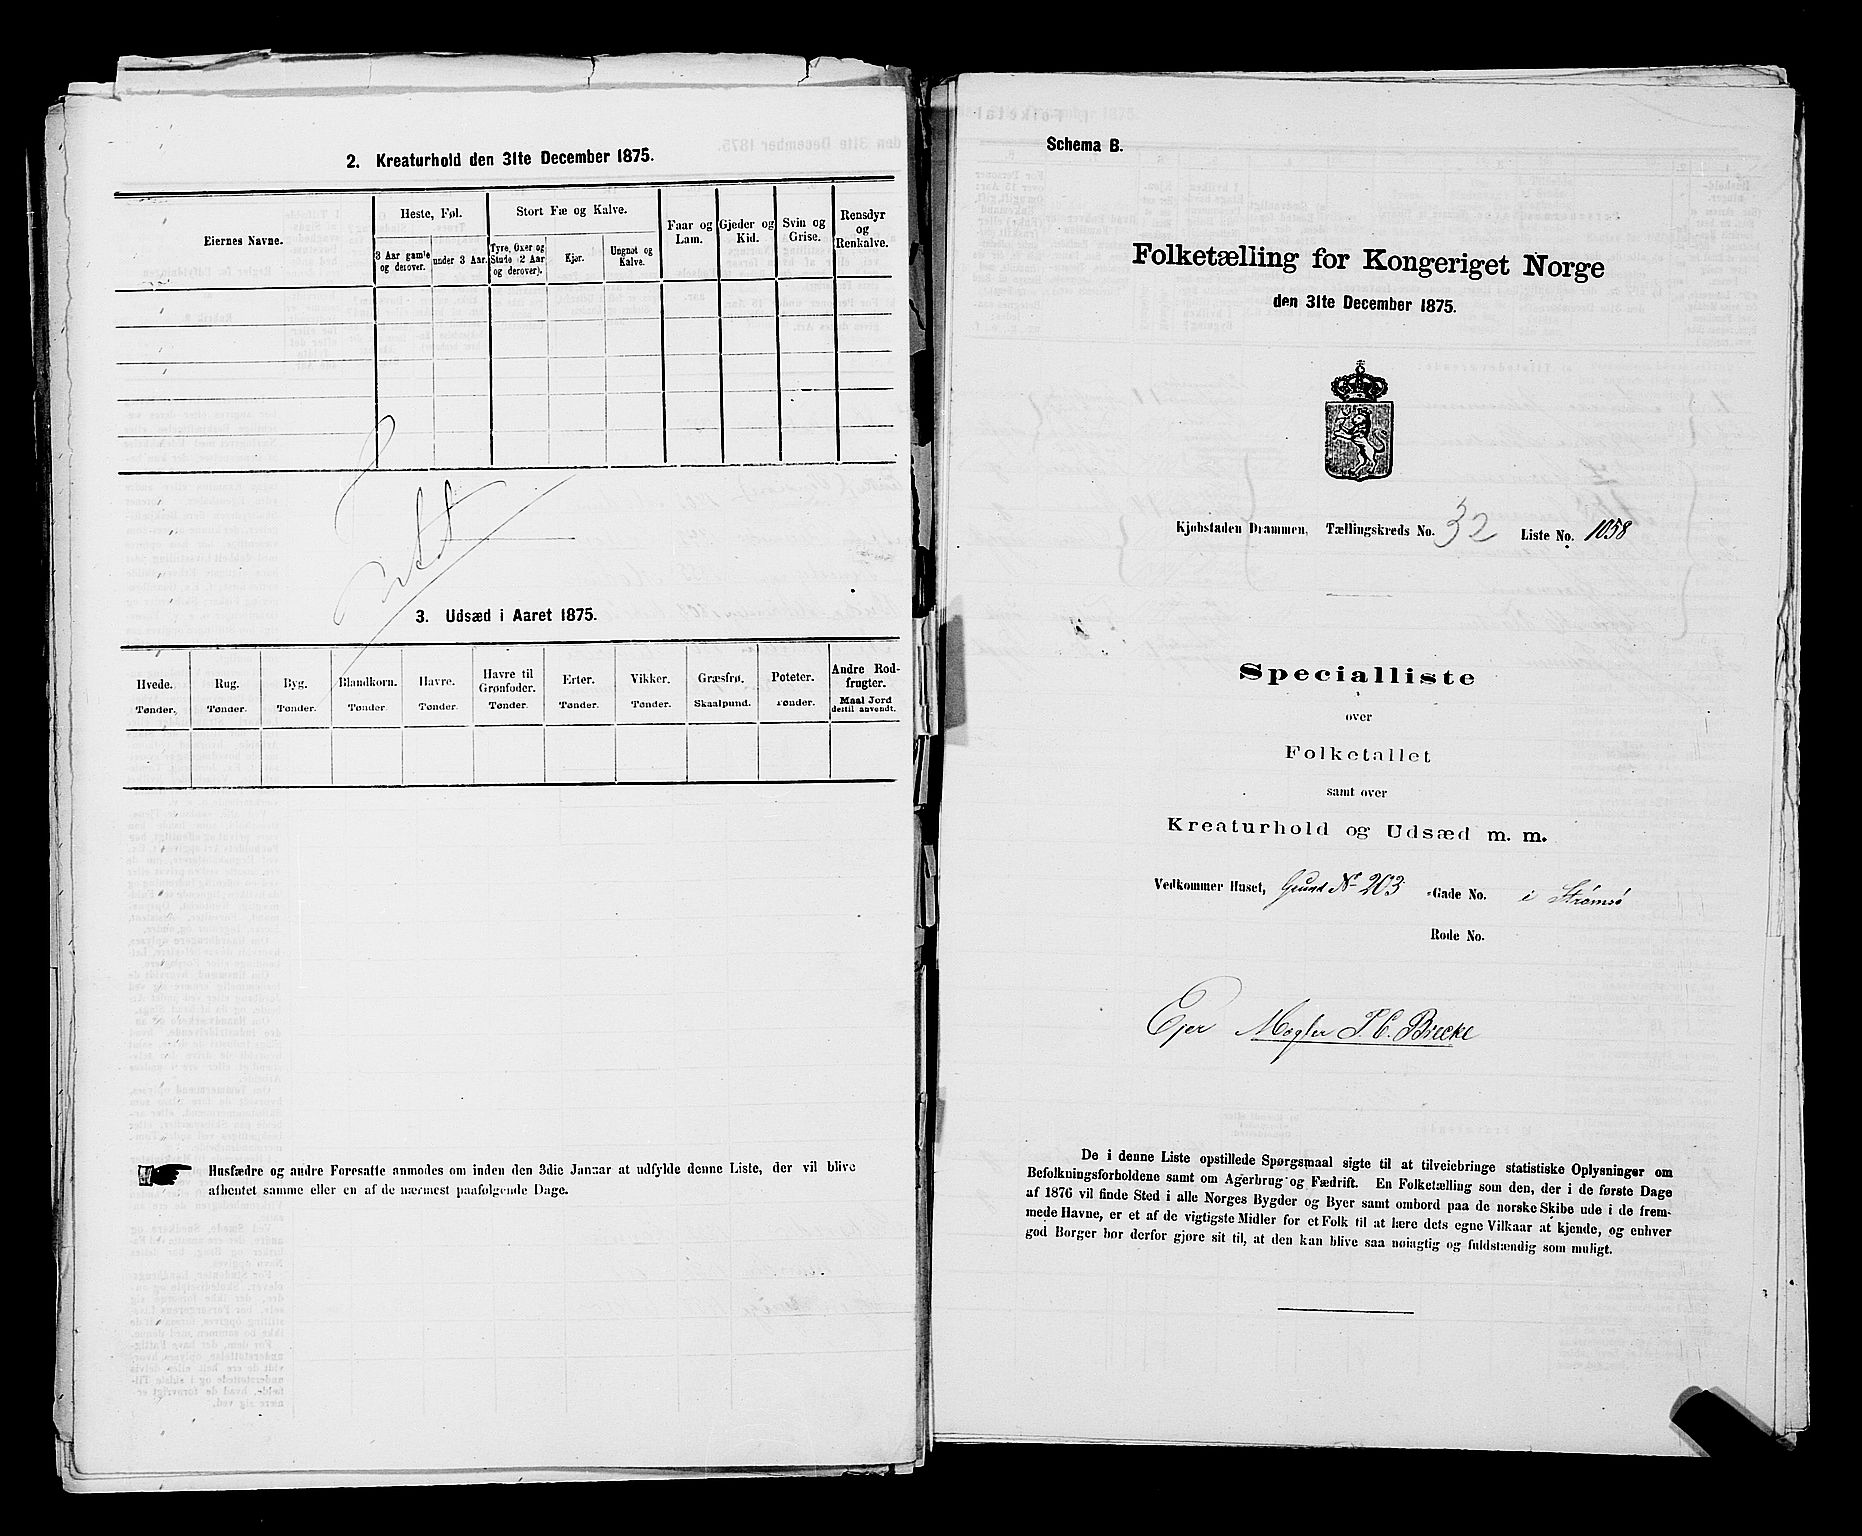 2. Kreaturhold den 31te December 1875.
Eiernes Navne.
Heste, Føl.
Stort Fæ og Kalve.
Faar og Lam.
Gjeder og Kid.
Svin og Grise.
Rensdyr og Renkalve.
3 Aar gamle og derover.
under 3 Aar.
Tyre, Oxer og Stude (2 Aar og derover).
Kjør.
Ungnøt og Kalve.
3. Udsæd i Aaret 1875.
Hvede. Rug. Byg. Blandkorn. Havre. Havre til Grønfoder. Erter. Vikker. Græsfrø. Poteter. Andre Rodfrugter.
Tønder. Tønder. Tønder. Tønder. Tønder. Tønder. Tønder. Tønder. Skaalpund. Tønder. Maal Jord dertil anvendt.
Husfædre og andre Foresatte anmodes om inden den 3die Januar at udfylde denne Liste, der vil blive
afhentet samme eller en af de nærmest paafølgende Dage.
Schema B.
Folketælling for Kongeriget Norge
den 31te December 1875.
Kjøbstaden Drammen, Tællingskreds No. 32 Liste No. 1058
Specialliste
over
Folketallet
samt over
Kreaturhold og Udsæd m. m.
Vedkommer Huset, Grund No 203 -Gade No. i Strømsø
Rode No.
Ejer Mægler J. C. Brecke
De i denne Liste opstillede Spørgsmaal sigte til at tilveiebringe statistiske Oplysninger om
Befolkningsforholdene samt om Agerbrug og Fædrift. En Folketælling som den, der i de første Dage
af 1876 vil finde Sted i alle Norges Bygder og Byer samt ombord paa de norske Skibe ude i de frem-
mede Havne, er et af de vigtigste Midler for et Folk til at lære dets egne Vilkaar at kjende, og enhver
god Borger bør derfor gjøre sit til, at den kan blive saa nøiagtig og fuldstændig som muligt.